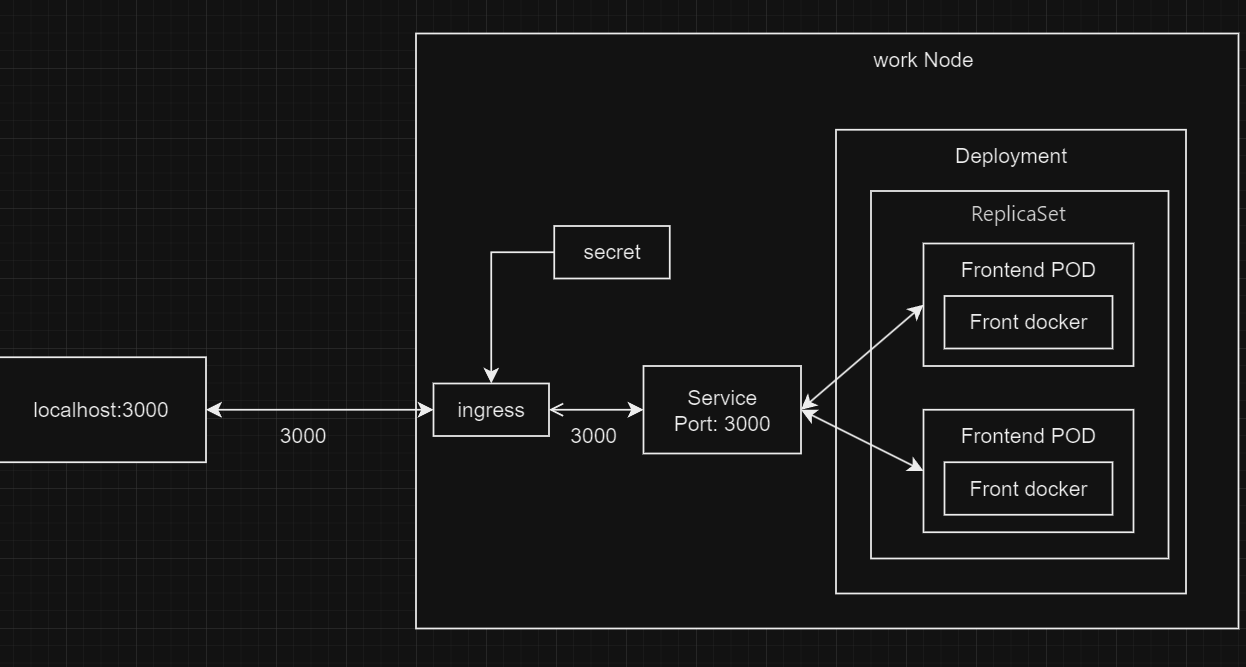 work Node
Deployment
ReplicaSet
Frontend POD
Front docker
secret
localhost:3000
3000
ingress
3000
Service
Port: 3000
Frontend POD
Front docker